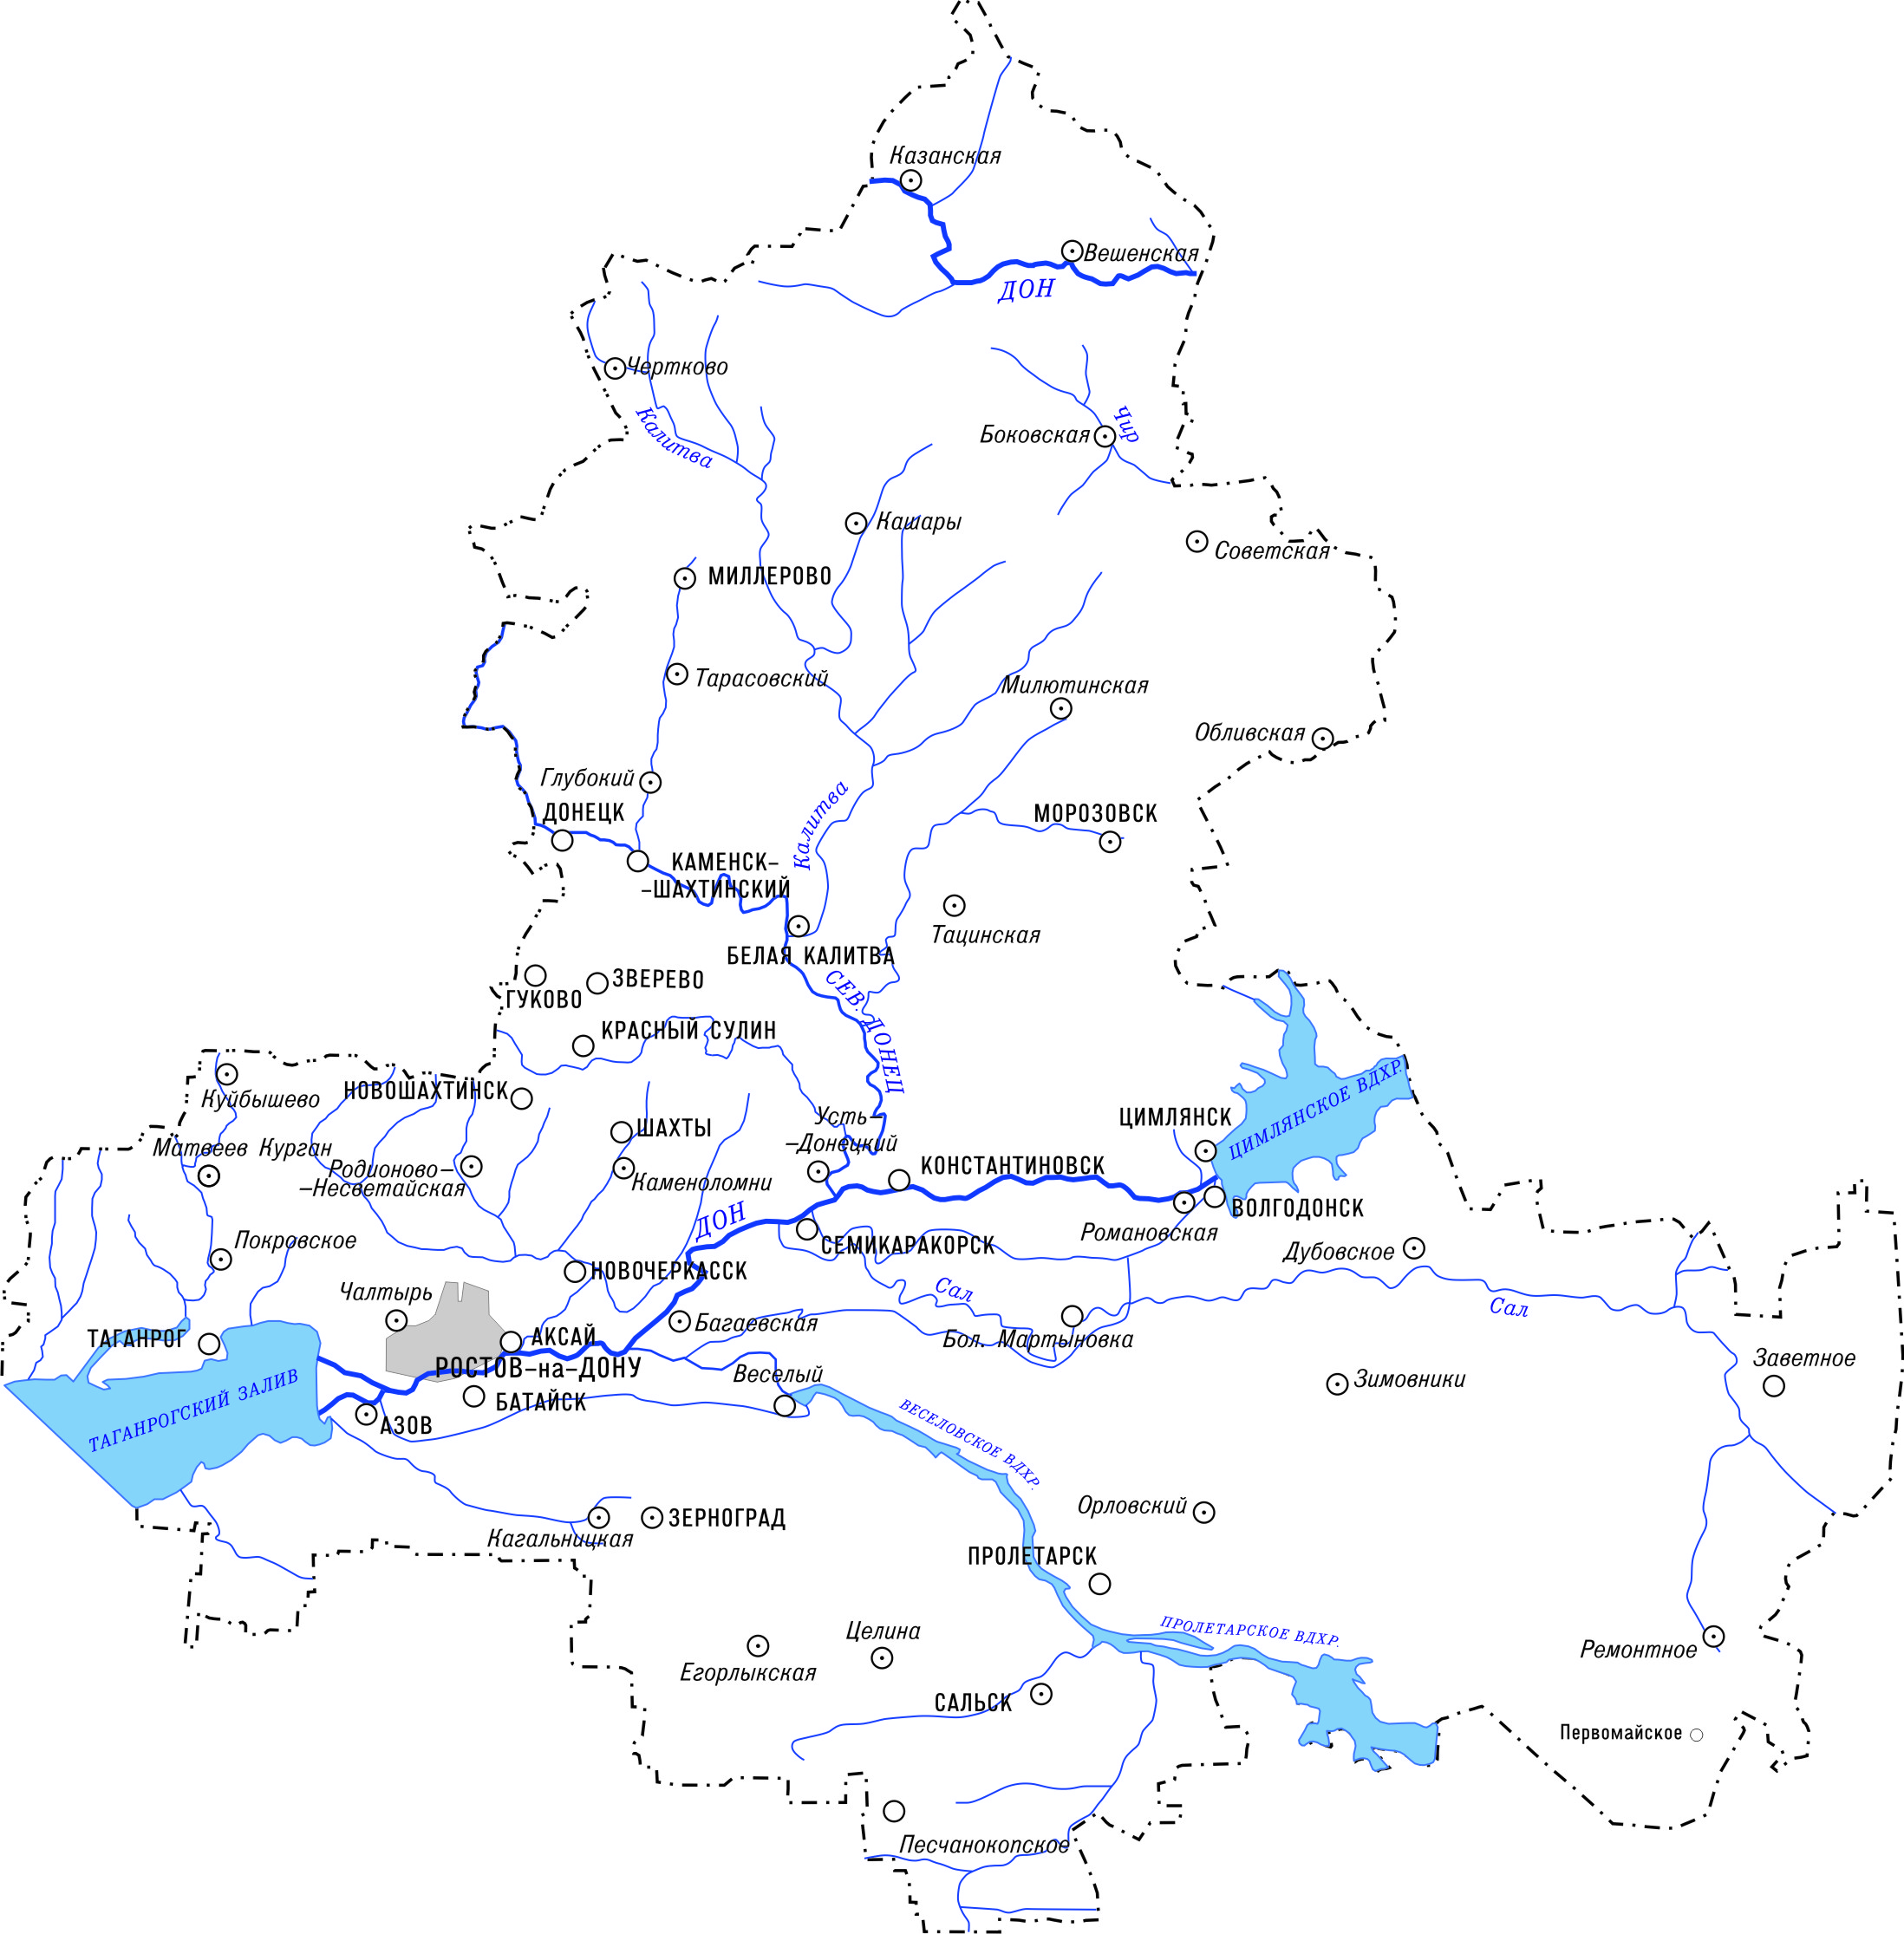 Казанская
Вешенская
ДОН
Чертково
Калитва
Чир
Боковская
Кашары
Советская
МИЛЛЕРОВО
Тарасовский
Милютинская
Обливская
Глубокий
ДОНЕЦК
Калитва
МОРОЗОВСК
КАМЕНСК–
–ШАХТИНСКИЙ
Тацинская
БЕЛАЯ КАЛИТВА
ЗВЕРЕВО
ГУКОВО
СЕВ. ДОНЕЦ
КРАСНЫЙ СУЛИН
Куйбышево
НОВОШАХТИНСК
ЦИМЛЯНСКОЕ ВДХР.
ЦИМЛЯНСК
Усть–
–Донецкий
ШАХТЫ
Матвеев Курган
Родионово–
–Несветайская
Каменоломни
КОНСТАНТИНОВСК
ВОЛГОДОНСК
ДОН
Романовская
Покровское
СЕМИКАРАКОРСК
Дубовское
НОВОЧЕРКАССК
Чалтырь
Сал
Сал
Багаевская
ТАГАНРОГ
АКСАЙ
Бол. Мартыновка
РОСТОВ–на–ДОНУ
Веселый
Заветное
Зимовники
БАТАЙСК
ТАГАНРОГСКИЙ ЗАЛИВ
АЗОВ
ВЕСЕЛОВСКОЕ ВДХР.
Орловский
ЗЕРНОГРАД
Кагальницкая
ПРОЛЕТАРСК
Целина
ПРОЛЕТАРСКОЕ ВДХР.
Ремонтное
Егорлыкская
САЛЬСК
Первомайское
Песчанокопское